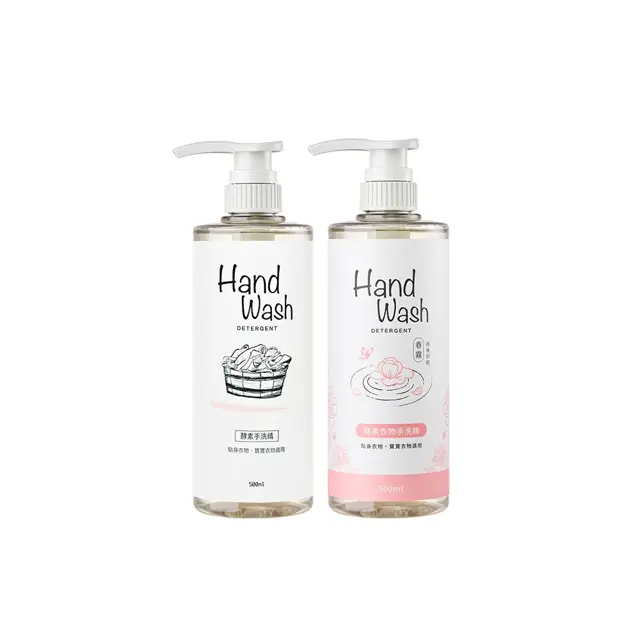 Hand
Wash
DETERGENT
酵素手洗精
貼身衣物、寶寶衣物適用
500ml
Hand
Wash
DETERGENT
春露
酵素衣物手洗精
貼身衣物、寶寶衣物適用
500ml